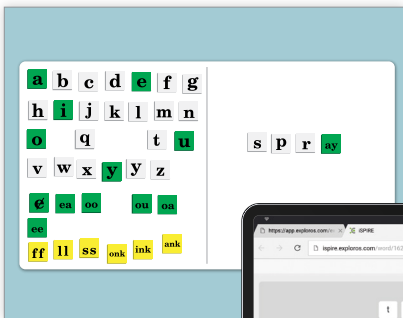 a b c d e f g
h i j k l m n
o q t u
v w x y y z
s p r ay
e ea oo ou oa
ee
ff ll ss onk ink ank
https://app.exploros.com/
iSPIRE
ispire.exploros.com/word/163
t